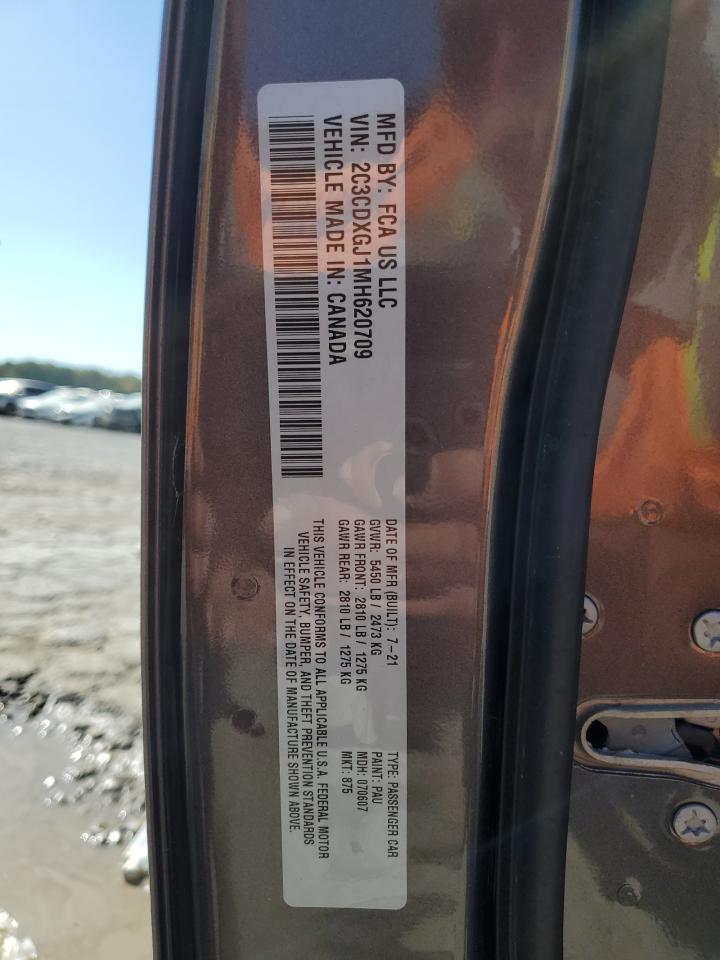 MFD BY: FCA US LLC
VIN: 2C3CDXGJ1MH620709
VEHICLE MADE IN: CANADA
DATE OF MFR (BUILT): 7-21
GVWR: 5450 LB / 2473 KG
GAWR FRONT: 2810 LB / 1275 KG
GAWR REAR: 2810 LB / 1275 KG
THIS VEHICLE CONFORMS TO ALL APPLICABLE U.S.A. FEDERAL MOTOR
VEHICLE SAFETY, BUMPER, AND THEFT PREVENTION STANDARDS
IN EFFECT ON THE DATE OF MANUFACTURE SHOWN ABOVE.
TYPE: PASSENGER CAR
PAINT: PAU
MDH: 070607
MKT: 875